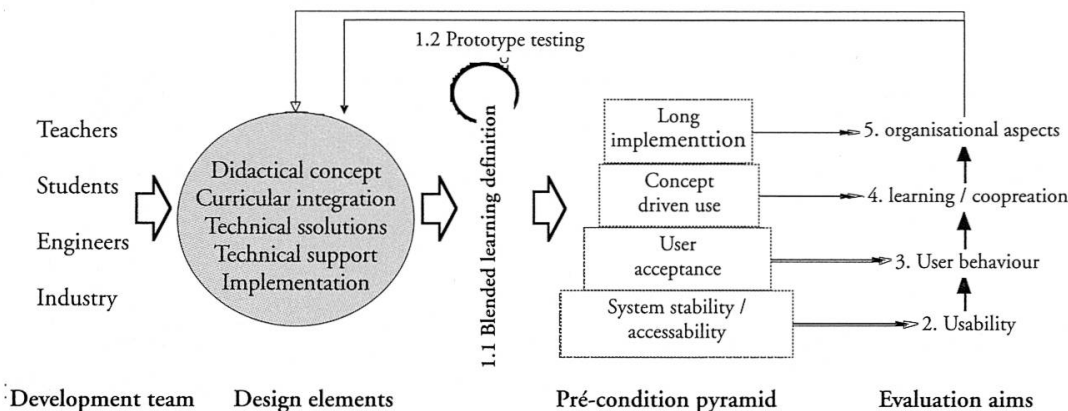 1.2 Prototype testing
Teachers
Students
Engineers
Industry
Didactical concept
Curricular integration
Technical ssolutions
Technical support
Implementation
1.1 Blended learning definition
Long
implementtion
Concept
driven use
User
acceptance
System stability /
accessability
5. organisational aspects
4. learning / coopreation
3. User behaviour
2. Usability
Development team
Design elements
Pré-condition pyramid
Evaluation aims